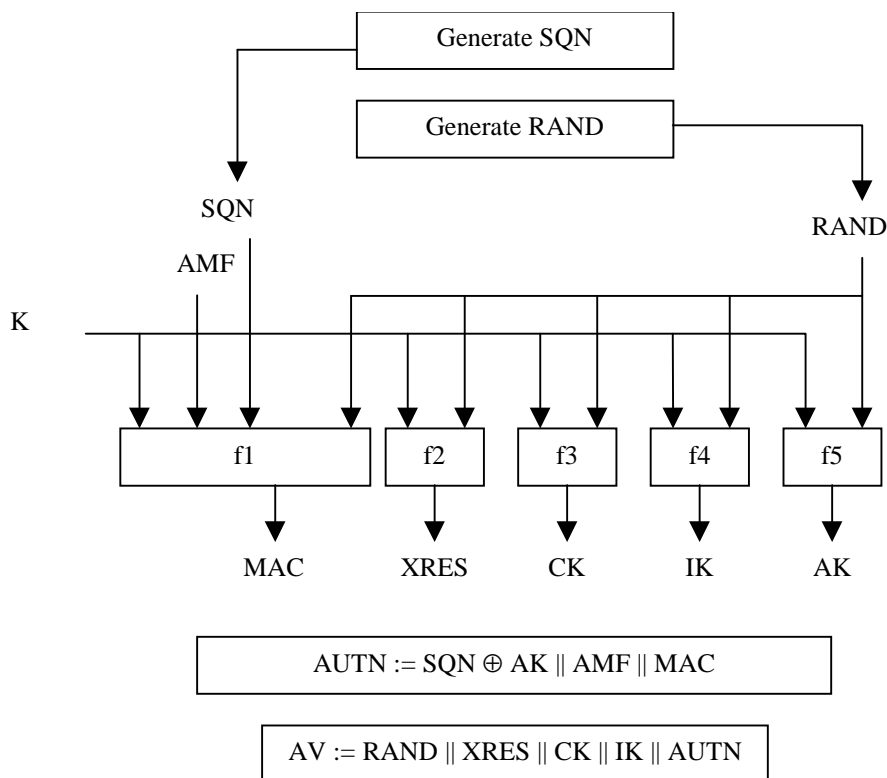 Generate SQN
Generate RAND
SQN
RAND
AMF
K
f1 f2 f3 f4 f5
MAC XRES CK IK AK
AUTN := SQN ⊕ AK || AMF || MAC
AV := RAND || XRES || CK || IK || AUTN